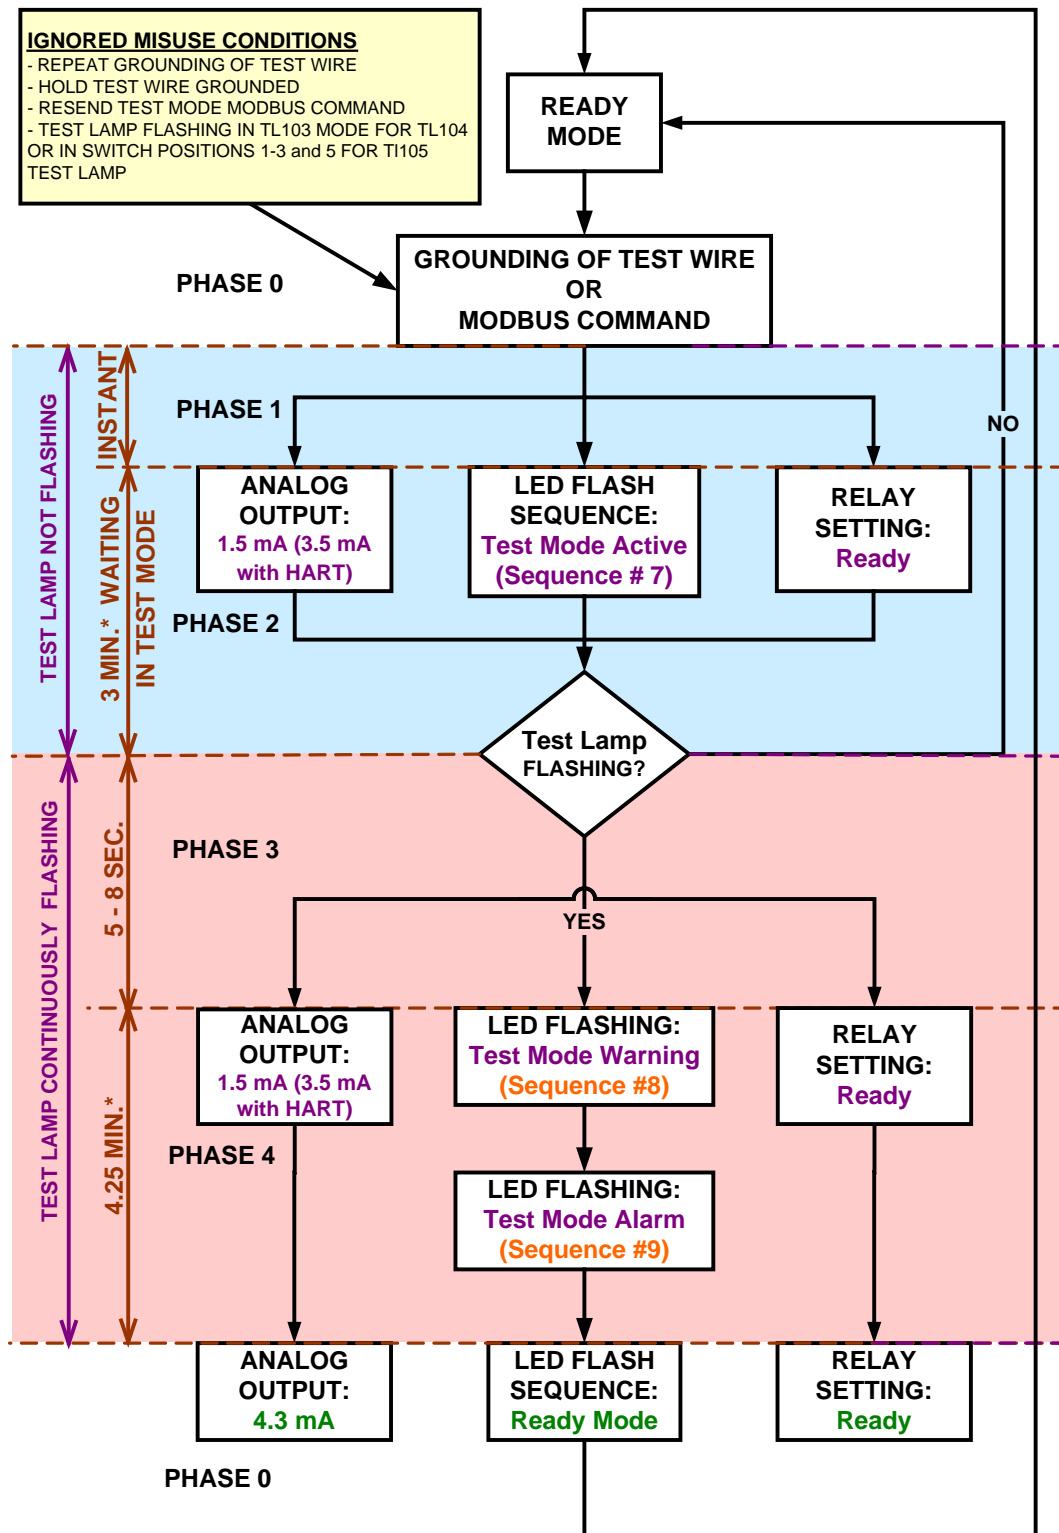 IGNORED MISUSE CONDITIONS
- REPEAT GROUNDING OF TEST WIRE
- HOLD TEST WIRE GROUNDED
- RESEND TEST MODE MODBUS COMMAND
- TEST LAMP FLASHING IN TL103 MODE FOR TL104
OR IN SWITCH POSITIONS 1-3 and 5 FOR Tl105
TEST LAMP
READY
MODE
PHASE 0
GROUNDING OF TEST WIRE
OR
MODBUS COMMAND
TEST LAMP NOT FLASHING
INSTANT
PHASE 1
NO
3 MIN.* WAITING
IN TEST MODE
ANALOG
OUTPUT:
1.5 mA (3.5 mA
with HART)
LED FLASH
SEQUENCE:
Test Mode Active
(Sequence # 7)
RELAY
SETTING:
Ready
PHASE 2
Test Lamp
FLASHING?
TEST LAMP CONTINUOUSLY FLASHING
5 - 8 SEC.
PHASE 3
YES
4.25 MIN.*
ANALOG
OUTPUT:
1.5 mA (3.5 mA
with HART)
LED FLASHING:
Test Mode Warning
(Sequence #8)
RELAY
SETTING:
Ready
PHASE 4
LED FLASHING:
Test Mode Alarm
(Sequence #9)
ANALOG
OUTPUT:
4.3 mA
LED FLASH
SEQUENCE:
Ready Mode
RELAY
SETTING:
Ready
PHASE 0